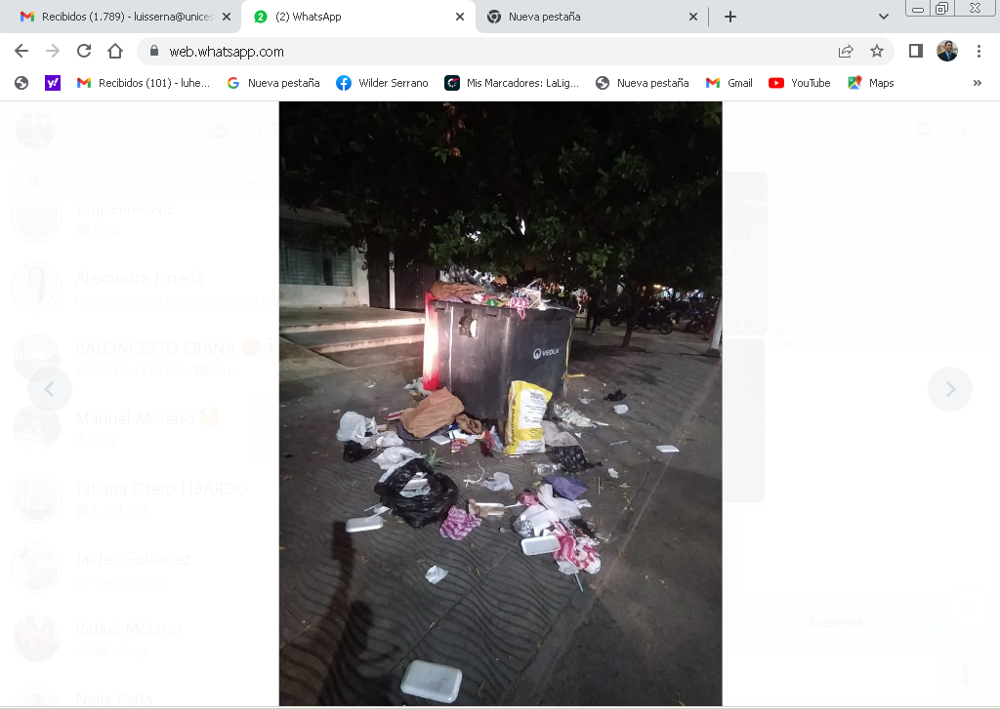 Recibidos (1.789) - luisserna@unices
(2) WhatsApp
Nueva pestaña
web.whatsapp.com
Recibidos (101) - luhe...
Nueva pestaña
Wilder Serrano
Mis Marcadores: LaLig...
Nueva pestaña
Gmail
YouTube
Maps
Alexandra Pineda
BALONCESTO EBANA
Manuel Moreno
Tatiana Otero LIBARDO
Jaider Gutierrez
Rafael Molano
Video
Nelis Peña
VEOLIA
Excelente